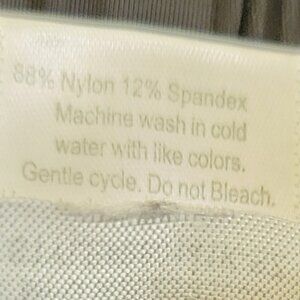 88% Nylon 12% Spandex
Machine wash in cold
water with like colors.
Gentle cycle. Do not Bleach.